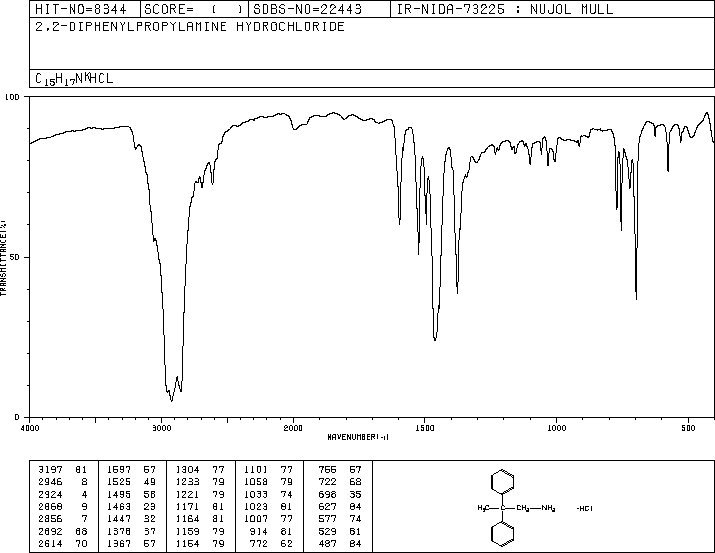 HIT-NO=8344 SCORE= ( ) SDBS-NO=22443 IR-NIDA-73225 : NUJOL MULL
2,2-DIPHENYLPROPYLAMINE HYDROCHLORIDE
C15H17N·HCL
100
50
0
TRANSMITTANCE(%)
4000 3000 2000 1500 1000 500
WAVENUMBER(-1)
3197 81 1597 57 1304 77 1101 77 766 57
2946 8 1525 49 1233 79 1058 79 722 68
2924 4 1495 58 1221 79 1033 74 698 35
2868 9 1463 23 1171 81 1023 81 627 84
2856 7 1447 32 1164 81 1007 77 577 74
2692 68 1378 37 1159 79 914 81 529 81
2614 70 1367 57 1154 79 772 62 487 84
H3C C CH2 NH2 ·HCl